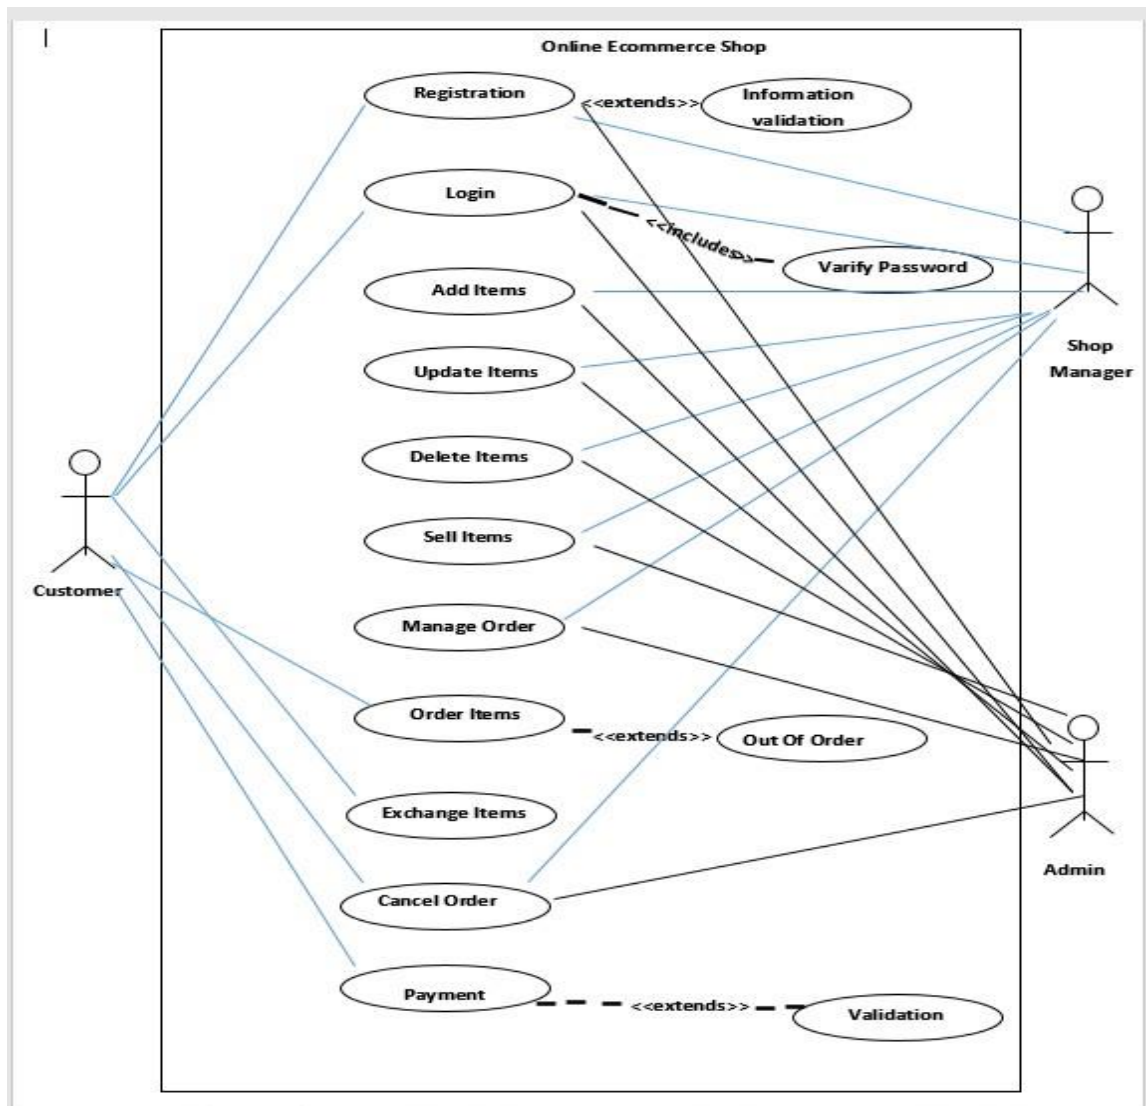 Online Ecommerce Shop
Registration
<<extends>>
Information
validation
Login
<<includes>>
Varify Password
Add Items
Shop
Manager
Update Items
Delete Items
Sell Items
Customer
Manage Order
Order Items
<<extends>>
Out Of Order
Exchange Items
Admin
Cancel Order
Payment
<<extends>>
Validation